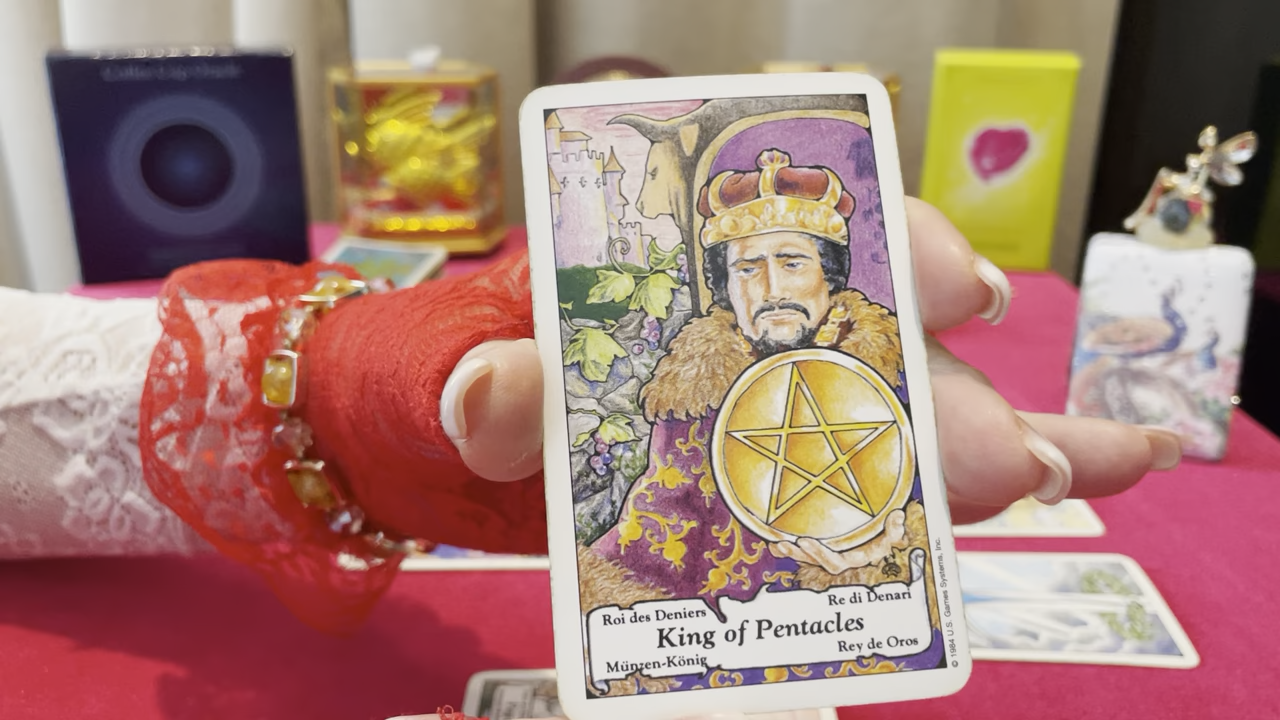 Roi des Deniers
Re di Denari
King of Pentacles
Münzen-König
Rey de Oros
© 1984 U.S. Games Systems, Inc.